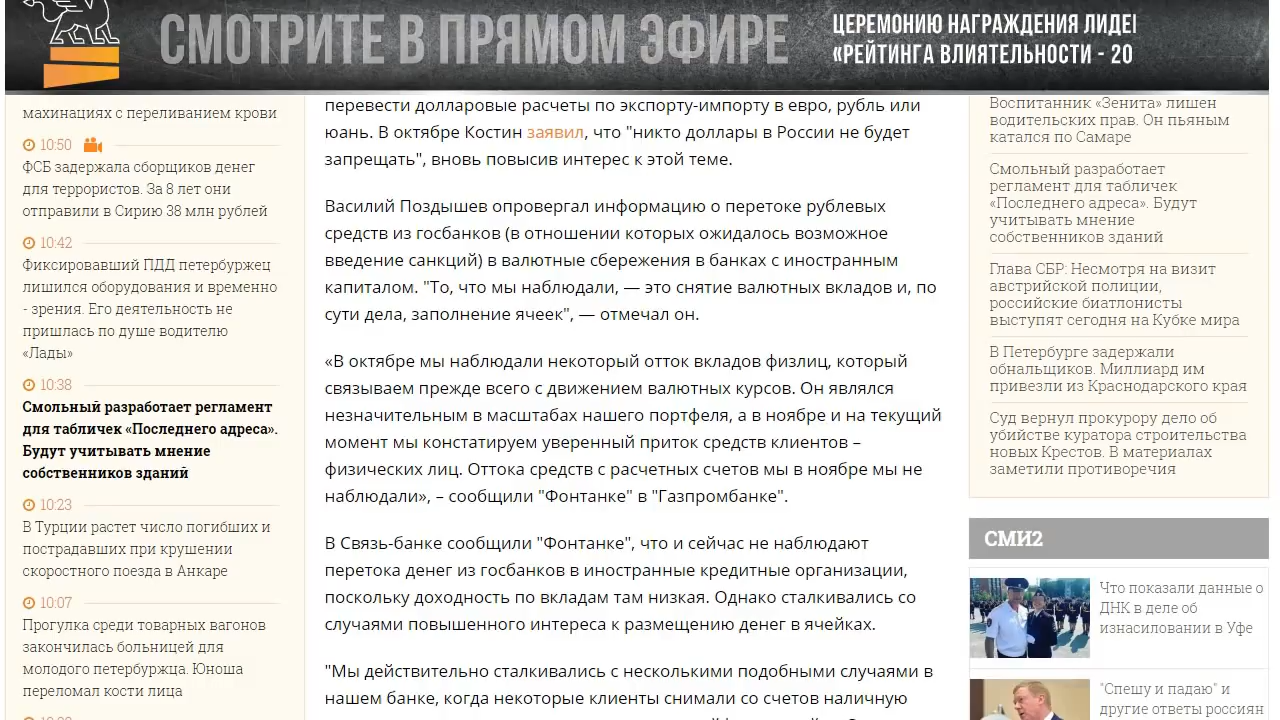 СМОТРИТЕ В ПРЯМОМ ЭФИРЕ
ЦЕРЕМОНИЮ НАГРАЖДЕНИЯ ЛИДЕ
«РЕЙТИНГА ВЛИЯТЕЛЬНОСТИ - 20
махинациях с переливанием крови
10:50
ФСБ задержала сборщиков денег
для террористов. За 8 лет они
отправили в Сирию 38 млн рублей
10:42
Фиксировавший ПДД петербуржец
лишился оборудования и временно
- зрения. Его деятельность не
пришлась по душе водителю
«Лады»
10:38
Смольный разработает регламент
для табличек «Последнего адреса».
Будут учитывать мнение
собственников зданий
10:23
В Турции растет число погибших и
пострадавших при крушении
скоростного поезда в Анкаре
10:07
Прогулка среди товарных вагонов
закончилась больницей для
молодого петербуржца. Юноша
переломал кости лица
перевести долларовые расчеты по экспорту-импорту в евро, рубль или
юань. В октябре Костин заявил, что "никто доллары в России не будет
запрещать", вновь повысив интерес к этой теме.
Василий Поздышев опровергал информацию о перетоке рублевых
средств из госбанков (в отношении которых ожидалось возможное
введение санкций) в валютные сбережения в банках с иностранным
капиталом. "То, что мы наблюдали, — это снятие валютных вкладов и, по
сути дела, заполнение ячеек", — отмечал он.
«В октябре мы наблюдали некоторый отток вкладов физлиц, который
связываем прежде всего с движением валютных курсов. Он являлся
незначительным в масштабах нашего портфеля, а в ноябре и на текущий
момент мы констатируем уверенный приток средств клиентов –
физических лиц. Оттока средств с расчетных счетов мы в ноябре мы не
наблюдали», – сообщили "Фонтанке" в "Газпромбанке".
В Связь-банке сообщили "Фонтанке", что и сейчас не наблюдают
перетока денег из госбанков в иностранные кредитные организации,
поскольку доходность по вкладам там низкая. Однако сталкивались со
случаями повышенного интереса к размещению денег в ячейках.
"Мы действительно сталкивались с несколькими подобными случаями в
нашем банке, когда некоторые клиенты снимали со счетов наличную
Воспитанник «Зенита» лишен
водительских прав. Он пьяным
катался по Самаре
Смольный разработает
регламент для табличек
«Последнего адреса». Будут
учитывать мнение
собственников зданий
Глава СБР: Несмотря на визит
австрийской полиции,
российские биатлонисты
выступят сегодня на Кубке мира
В Петербурге задержали
обнальщиков. Миллиард им
привезли из Краснодарского края
Суд вернул прокурору дело об
убийстве куратора строительства
новых Крестов. В материалах
заметили противоречия
СМИ2
Что показали данные о
ДНК в деле об
изнасиловании в Уфе
"Спешу и падаю" и
другие ответы россиян